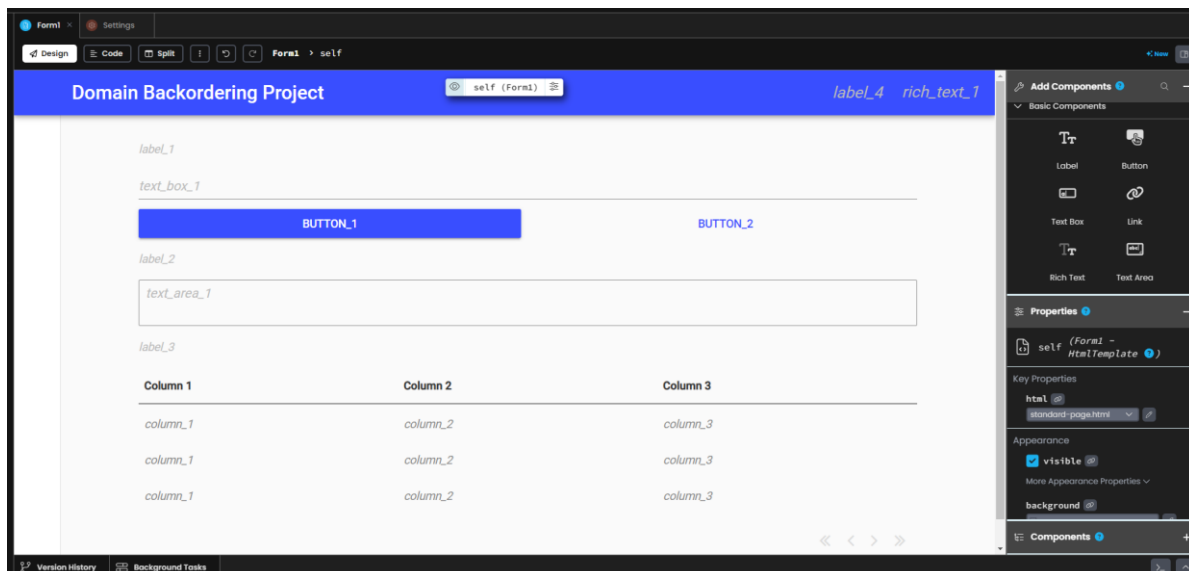 Form1 × Settings
Design Code Split Form1 > self New
Domain Backordering Project self (Form1) label_4 rich_text_1
label_1
text_box_1
BUTTON_1 BUTTON_2
label_2
text_area_1
label_3
Column 1 Column 2 Column 3
column_1 column_2 column_3
column_1 column_2 column_3
column_1 column_2 column_3
Add Components ?
Basic Components
Label Button
Text Box Link
Rich Text Text Area
Properties ?
self (Form1 -
HtmlTemplate ?)
Key Properties
html
standard-page.html
Appearance
visible
More Appearance Properties
background
Components ?
Version History Background Tasks